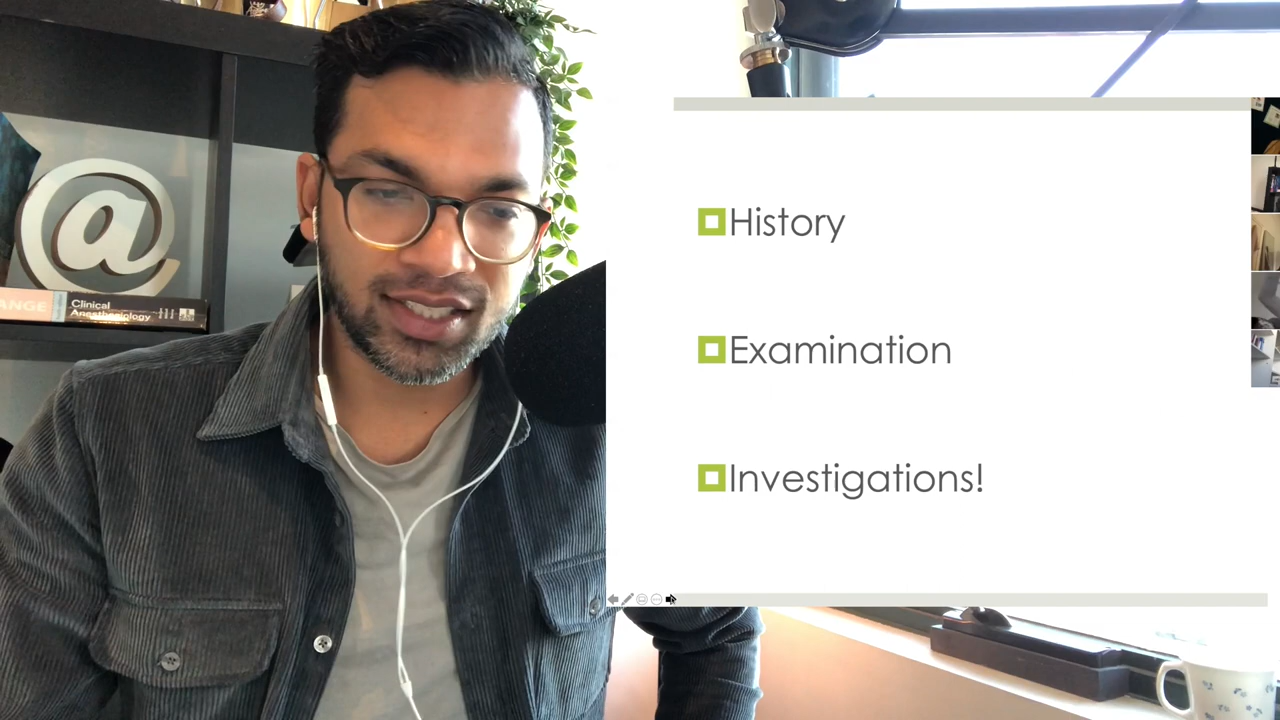 @
ANGE
Clinical
Anesthesiology
History
Examination
Investigations!